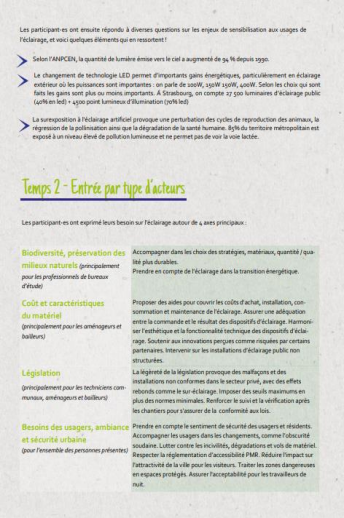 Les participant-es ont ensuite répondu à diverses questions sur les enjeux de sensibilisation aux usages de
l'éclairage, et voici quelques éléments qui en ressortent !
Selon l'ANPCEN, la quantité de lumière émise vers le ciel a augmenté de 94 % depuis 1990.
Le changement de technologie LED permet d'importants gains énergétiques, particulièrement en éclairage
extérieur où les puissances sont importantes : on parle de 100W, 150W 150W, 400W. Selon les choix qui sont
faits les gains sont plus ou moins importants. À Strasbourg, on compte 27 500 luminaires d'éclairage public
(40% en led) + 4500 point lumineux d'illumination (70% led)
La surexposition à l'éclairage artificiel provoque une perturbation des cycles de reproduction des animaux, la
régression de la pollinisation ainsi que la dégradation de la santé humaine. 85% du territoire métropolitain est
exposé à un niveau élevé de pollution lumineuse et ne permet pas de voir la voie lactée.
Temps 2 - Entrée par type d'acteurs
Les participant-es ont exprimé leurs besoin sur l'éclairage autour de 4 axes principaux :
Biodiversité, préservation des
milieux naturels (principalement
pour les professionnels de bureaux
d'étude)
Accompagner dans les choix des stratégies, matériaux, quantité / qua-
lité plus durables.
Prendre en compte de l'éclairage dans la transition énergétique.
Coût et caractéristiques
du matériel
(principalement pour les aménageurs et
bailleurs)
Proposer des aides pour couvrir les coûts d'achat, installation, con-
sommation et maintenance de l'éclairage. Assurer une adéquation
entre la commande et le résultat des dispositifs d'éclairage. Harmoni-
ser l'esthétique et la fonctionnalité technique des dispositifs d'éclai-
rage. Soutenir aux innovations perçues comme risquées par certains
partenaires. Intervenir sur les installations d'éclairage public non
structurées.
Législation
(principalement pour les techniciens com-
munaux, aménageurs et bailleurs)
La légèreté de la législation provoque des malfaçons et des
installations non conformes dans le secteur privé, avec des effets
rebonds comme le sur-éclairage. Imposer des seuils maximums en
plus des normes minimales. Renforcer le suivi et la vérification après
les chantiers pour s'assurer de la conformité aux lois.
Besoins des usagers, ambiance
et sécurité urbaine
(pour l'ensemble des personnes présentes)
Prendre en compte le sentiment de sécurité des usagers et résidents.
Accompagner les usagers dans les changements, comme l'obscurité
soudaine. Lutter contre les incivilités, dégradations et vols de matériel.
Respecter la réglementation d'accessibilité PMR. Réduire l'impact sur
l'attractivité de la ville pour les visiteurs. Traiter les zones dangereuses
en espaces protégés. Assurer l'acceptabilité pour les travailleurs de
nuit.